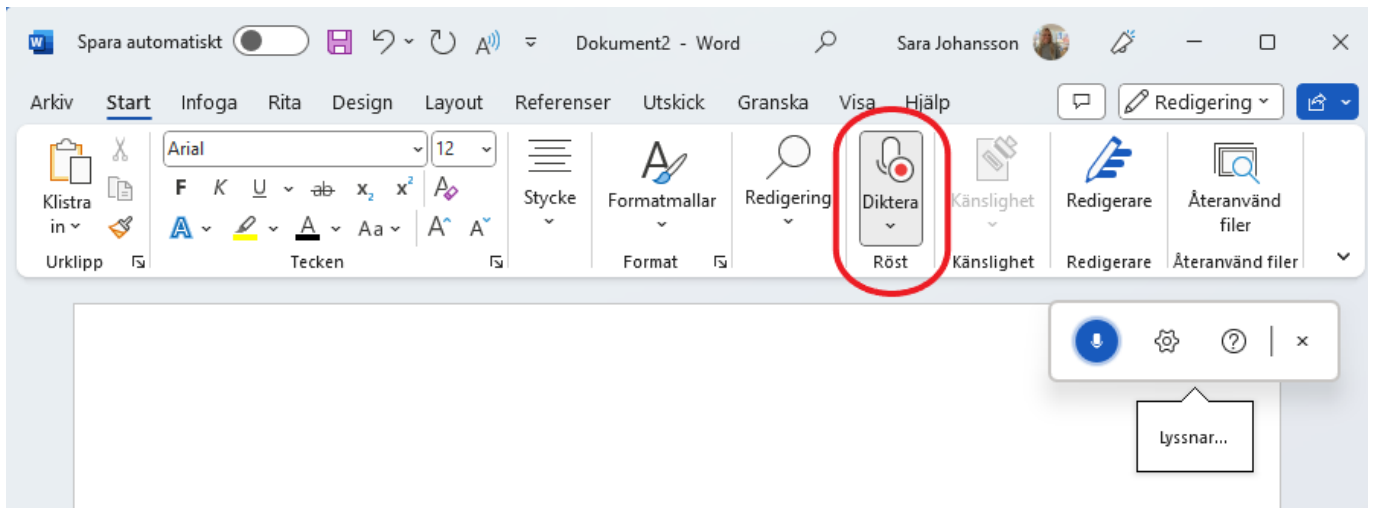 W Spara automatiskt A Dokument2 - Word Sara Johansson
Arkiv Start Infoga Rita Design Layout Referenser Utskick Granska Visa Hjälp Redigering
Arial 12
F K U ab x₂ x² A
A A Aa A A
Klistra in
Stycke
Formatmallar
Redigering
Diktera
Känslighet
Redigerare
Återanvänd
filer
Urklipp Tecken Format Röst Känslighet Redigerare Återanvänd filer
?
Lyssnar...